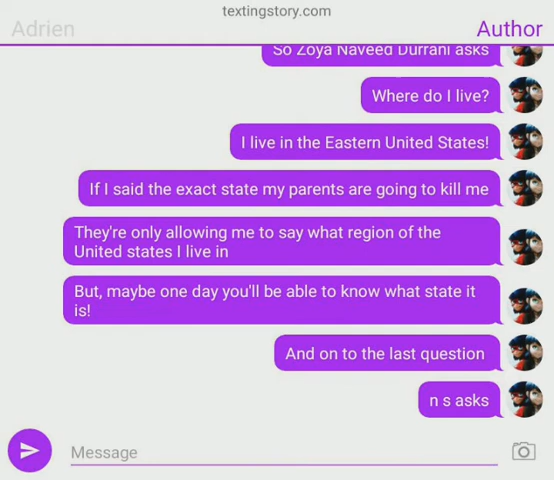 textingstory.com
Adrien
Author
So Zoya Naveed Durrani asks
Where do I live?
I live in the Eastern United States!
If I said the exact state my parents are going to kill me
They're only allowing me to say what region of the
United states I live in
But, maybe one day you'll be able to know what state it
is!
And on to the last question
n s asks
Message